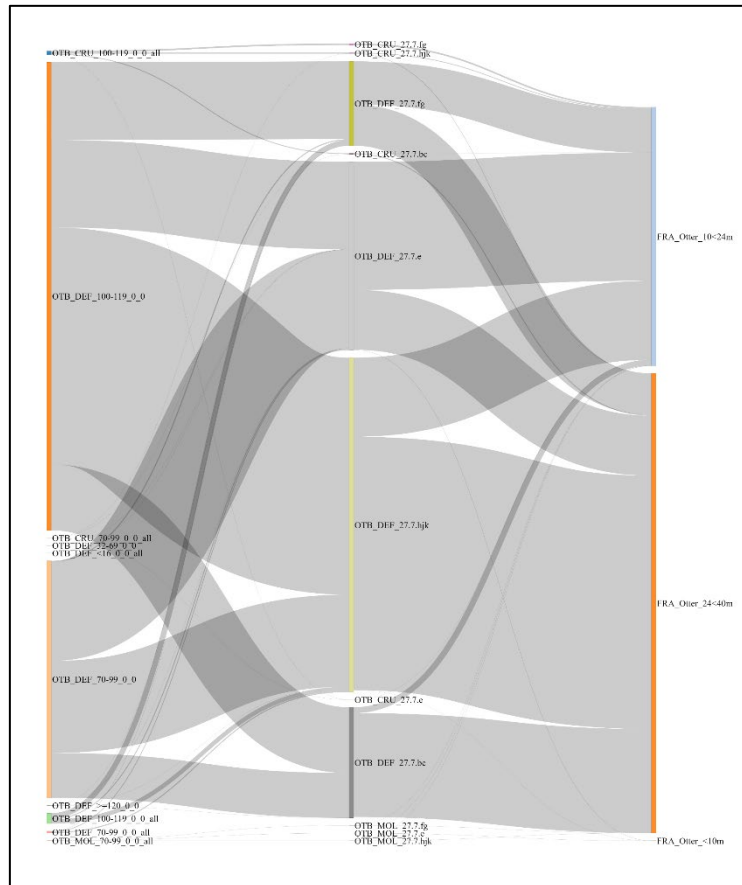 OTB_CRU_100-119_0_0_all
OTB_DEF_100-119_0_0
OTB_CRU_70-99_0_0_all
OTB_DEF_32-69_0_0
OTB_DEF_<16_0_0_all
OTB_DEF_70-99_0_0
OTB_DEF_>=120_0_0
OTB_DEF_100-119_0_0_all
OTB_DEF_70-99_0_0_all
OTB_MOL_70-99_0_0_all
OTB_CRU_27.7.fg
OTB_CRU_27.7.hjk
OTB_DEF_27.7.fg
OTB_CRU_27.7.bc
OTB_DEF_27.7.e
OTB_DEF_27.7.hjk
OTB_CRU_27.7.e
OTB_DEF_27.7.bc
OTB_MOL_27.7.fg
OTB_MOL_27.7.e
OTB_MOL_27.7.hjk
FRA_Otter_10<24m
FRA_Otter_24<40m
FRA_Otter_<10m